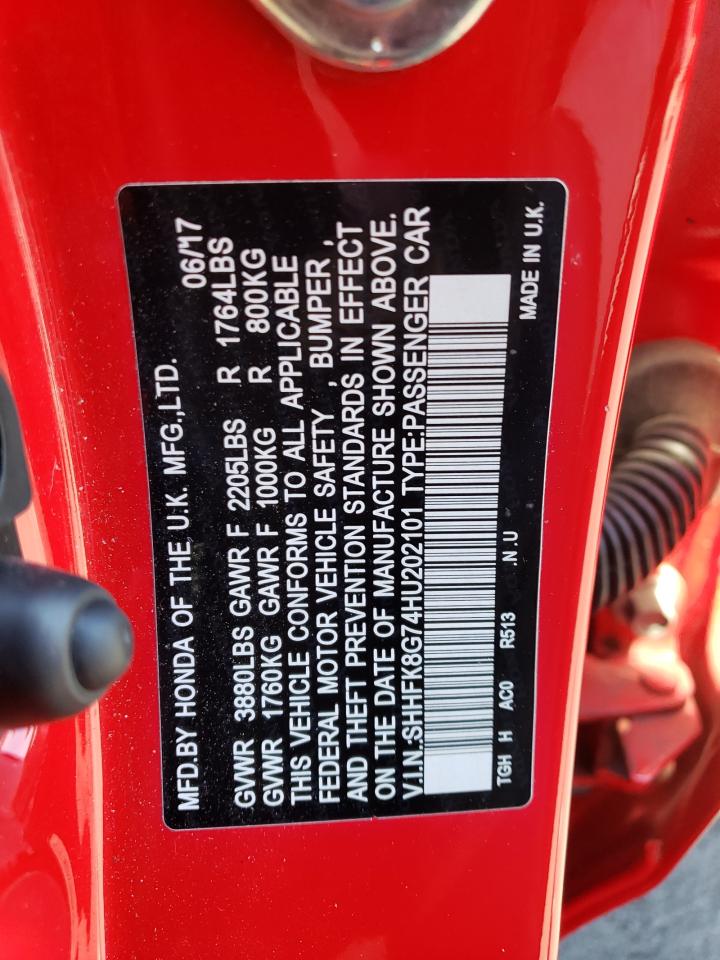 MFD.BY HONDA OF THE U.K. MFG.,LTD. 06/17
GVWR 3880LBS GAWR F 2205LBS R 1764LBS
GVWR 1760KG GAWR F 1000KG R 800KG
THIS VEHICLE CONFORMS TO ALL APPLICABLE
FEDERAL MOTOR VEHICLE SAFETY , BUMPER ,
AND THEFT PREVENTION STANDARDS IN EFFECT
ON THE DATE OF MANUFACTURE SHOWN ABOVE.
V.I.N.:SHHFK8G74HU202101 TYPE:PASSENGER CAR
TGH H AC0 R513 .N .U MADE IN U.K.